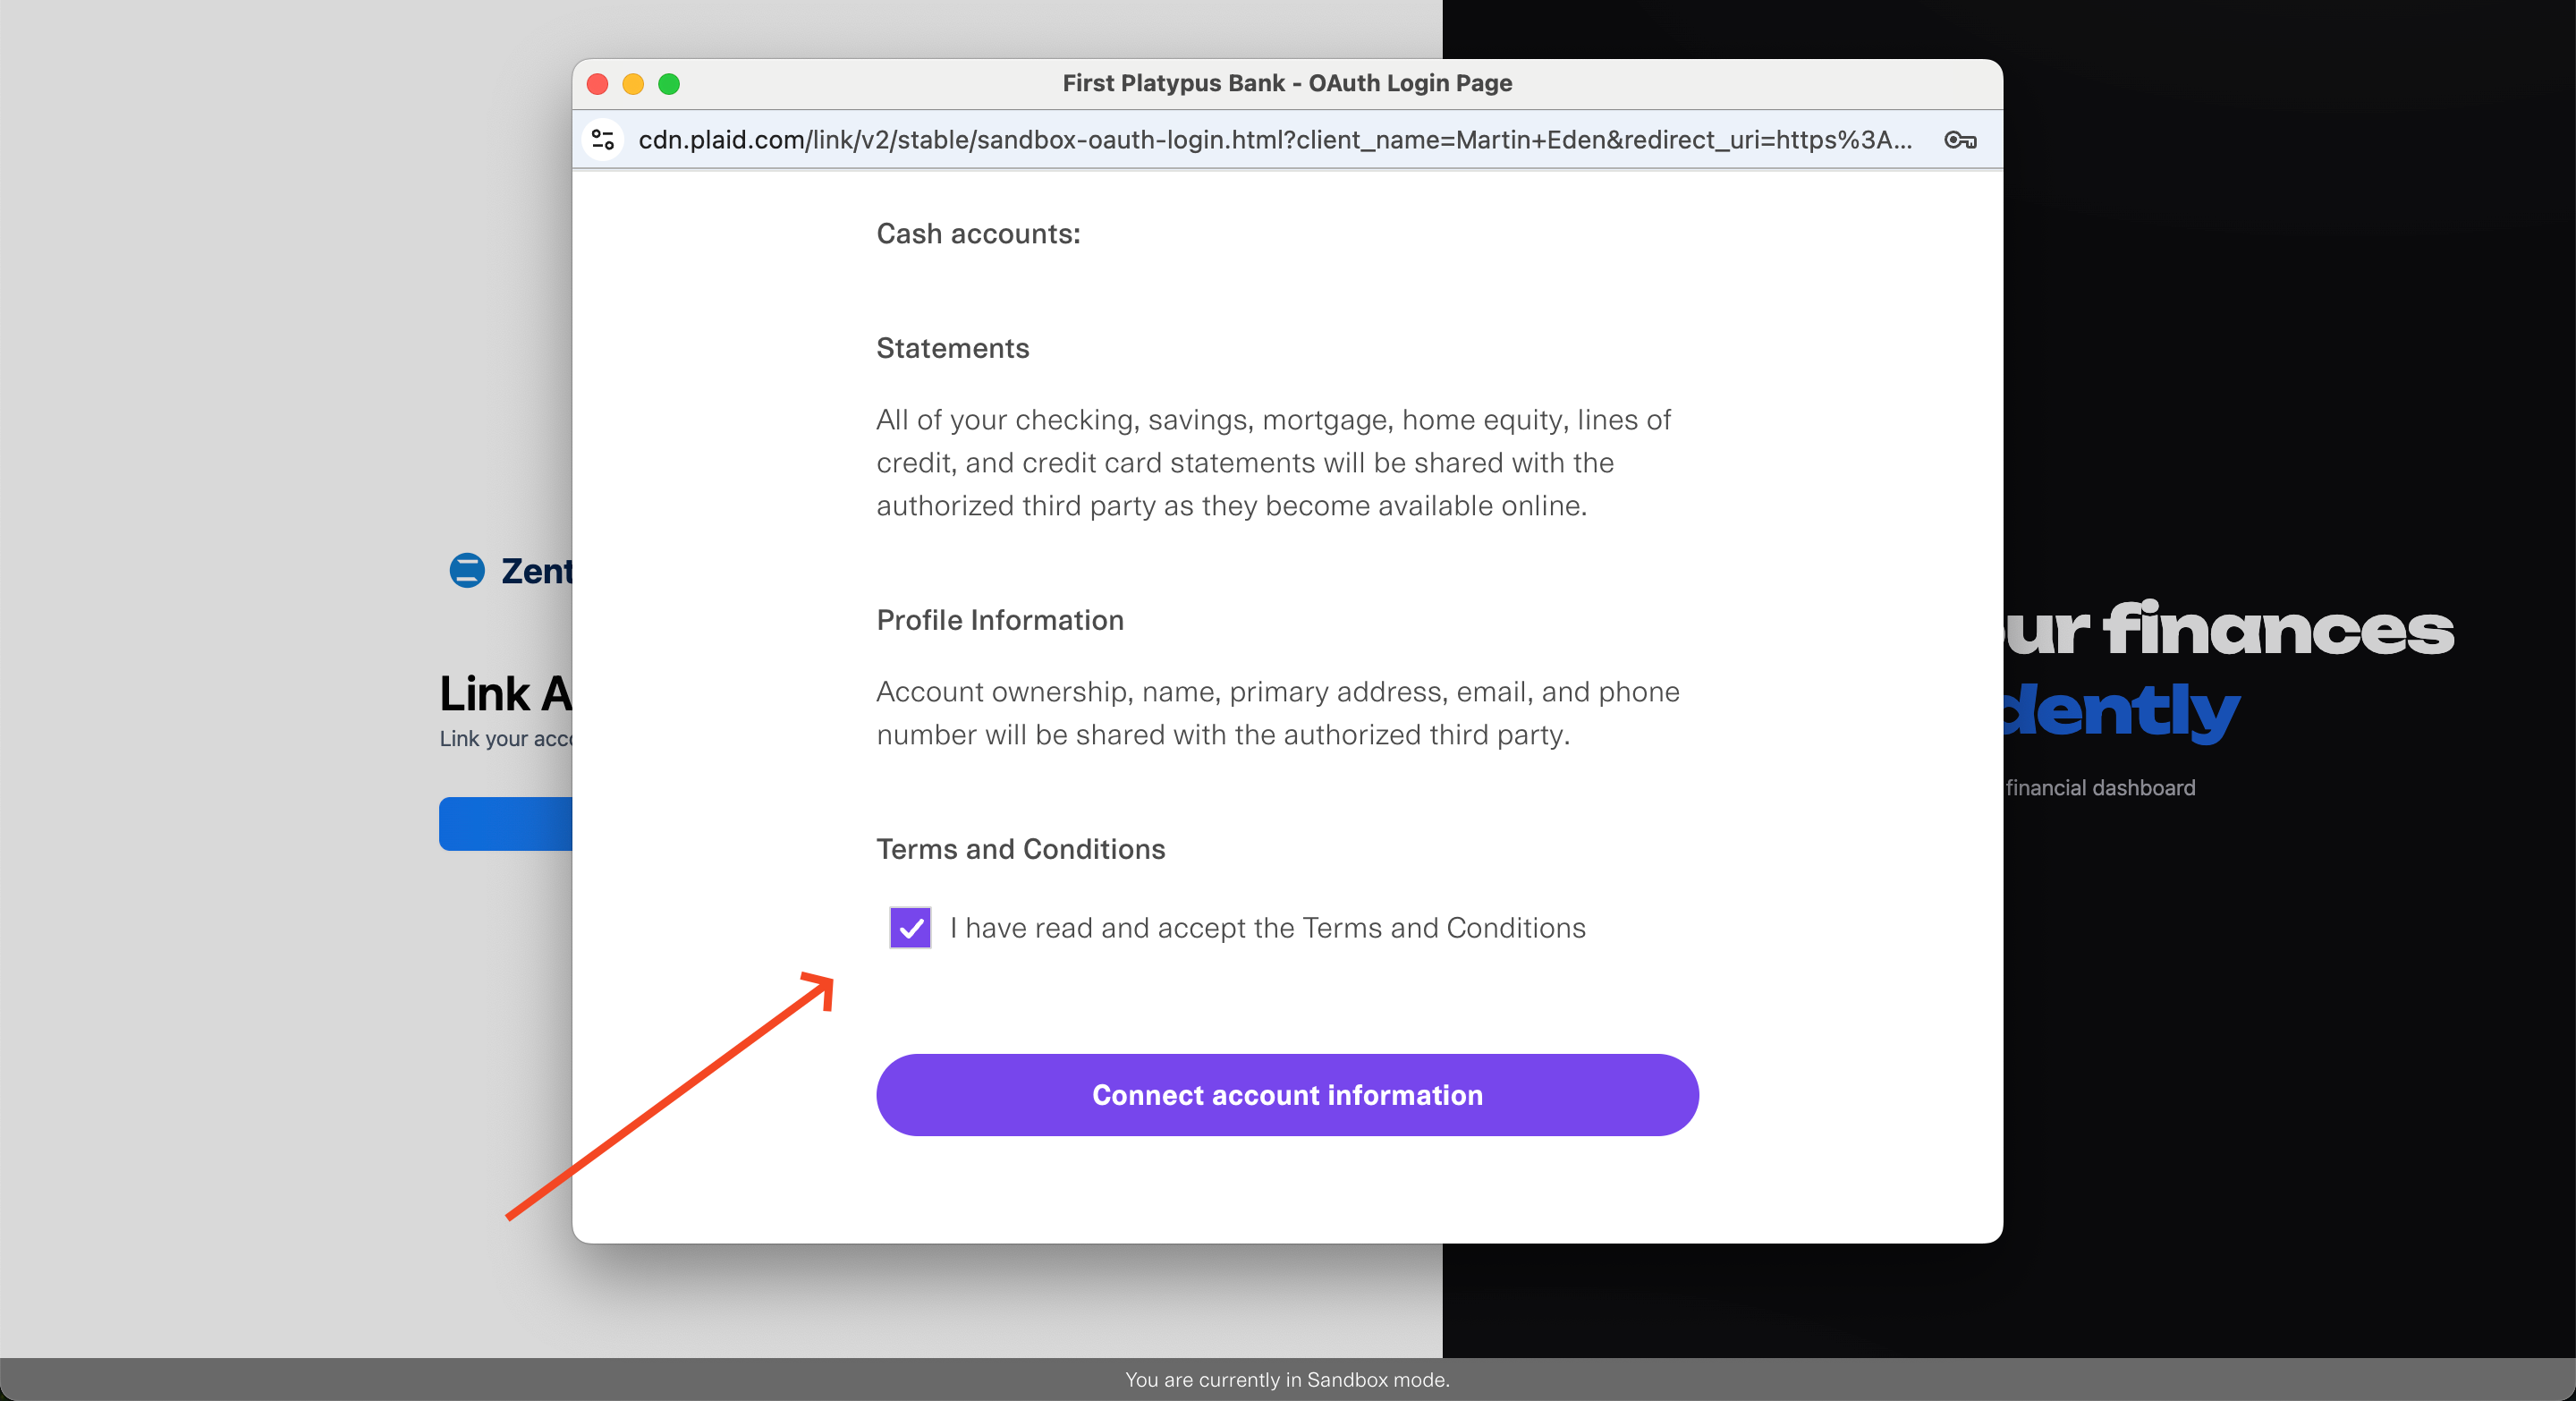 First Platypus Bank - OAuth Login Page
cdn.plaid.com/link/v2/stable/sandbox-oauth-login.html?client_name=Martin+Eden&redirect_uri=https%3A...
Cash accounts:
Statements
All of your checking, savings, mortgage, home equity, lines of
credit, and credit card statements will be shared with the
authorized third party as they become available online.
Profile Information
Account ownership, name, primary address, email, and phone
number will be shared with the authorized third party.
Terms and Conditions
I have read and accept the Terms and Conditions
Connect account information
Zent
Link A
Link your acc
ur finances
dently
financial dashboard
You are currently in Sandbox mode.